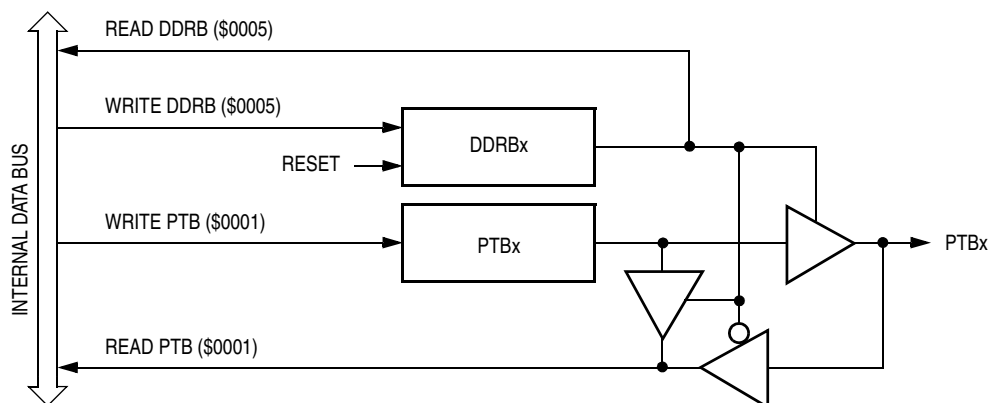 READ DDRB ($0005)
WRITE DDRB ($0005)
DDRBx
RESET
WRITE PTB ($0001)
PTBx
PTBx
READ PTB ($0001)
INTERNAL DATA BUS